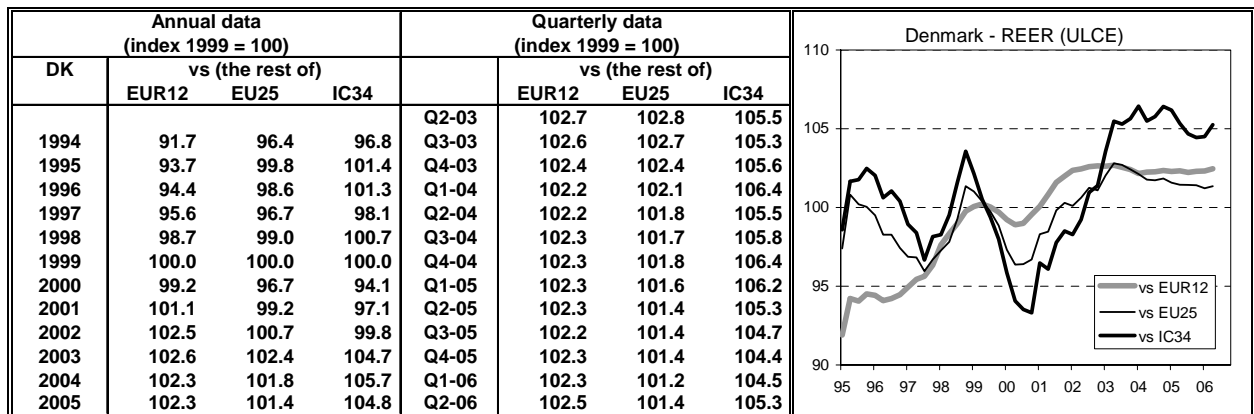 Annual data Quarterly data
(index 1999 = 100) (index 1999 = 100)
DK vs (the rest of) vs (the rest of)
EUR12 EU25 IC34 EUR12 EU25 IC34
Q2-03 102.7 102.8 105.5
1994 91.7 96.4 96.8 Q3-03 102.6 102.7 105.3
1995 93.7 99.8 101.4 Q4-03 102.4 102.4 105.6
1996 94.4 98.6 101.3 Q1-04 102.2 102.1 106.4
1997 95.6 96.7 98.1 Q2-04 102.2 101.8 105.5
1998 98.7 99.0 100.7 Q3-04 102.3 101.7 105.8
1999 100.0 100.0 100.0 Q4-04 102.3 101.8 106.4
2000 99.2 96.7 94.1 Q1-05 102.3 101.6 106.2
2001 101.1 99.2 97.1 Q2-05 102.3 101.4 105.3
2002 102.5 100.7 99.8 Q3-05 102.2 101.4 104.7
2003 102.6 102.4 104.7 Q4-05 102.3 101.4 104.4
2004 102.3 101.8 105.7 Q1-06 102.3 101.2 104.5
2005 102.3 101.4 104.8 Q2-06 102.5 101.4 105.3
Denmark - REER (ULCE)
110
105
100
95
90
95 96 97 98 99 00 01 02 03 04 05 06
vs EUR12
vs EU25
vs IC34